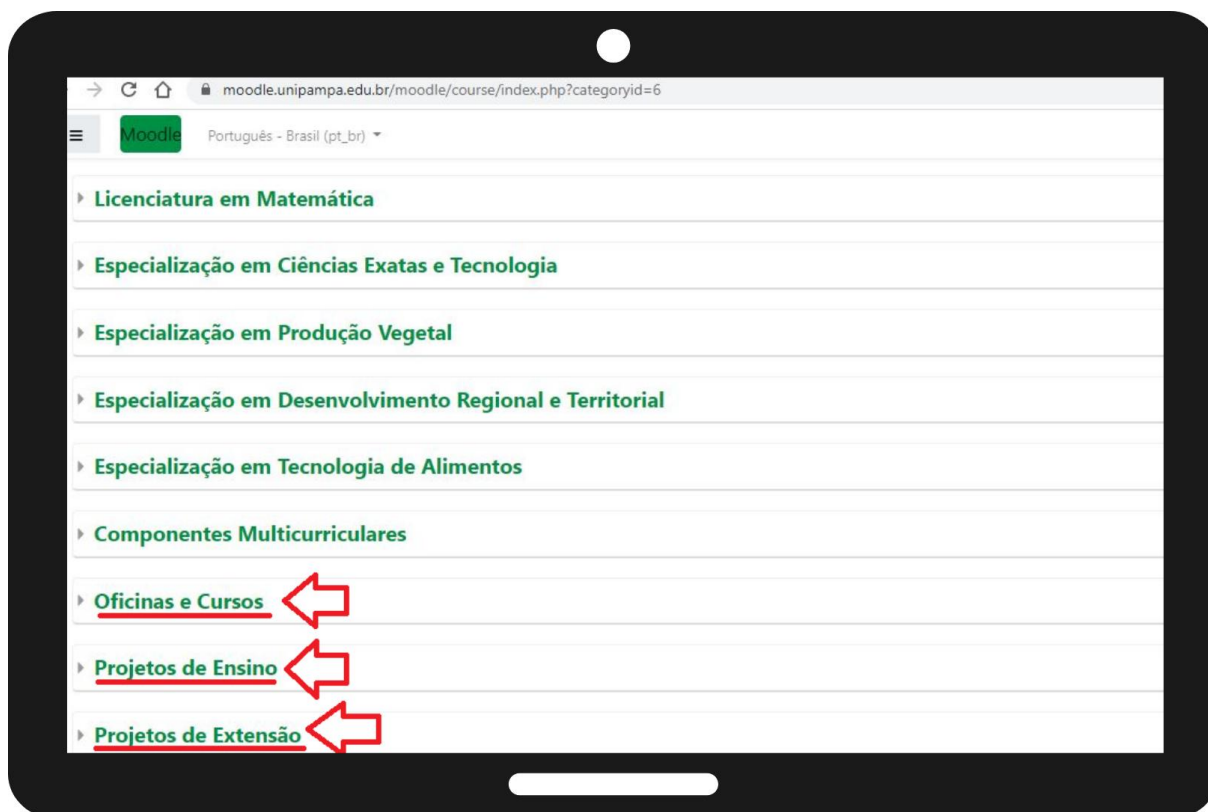 moodle.unipampa.edu.br/moodle/course/index.php?categoryid=6
Moodle Português - Brasil (pt_br)
Licenciatura em Matemática
Especialização em Ciências Exatas e Tecnologia
Especialização em Produção Vegetal
Especialização em Desenvolvimento Regional e Territorial
Especialização em Tecnologia de Alimentos
Componentes Multicurriculares
Oficinas e Cursos
Projetos de Ensino
Projetos de Extensão